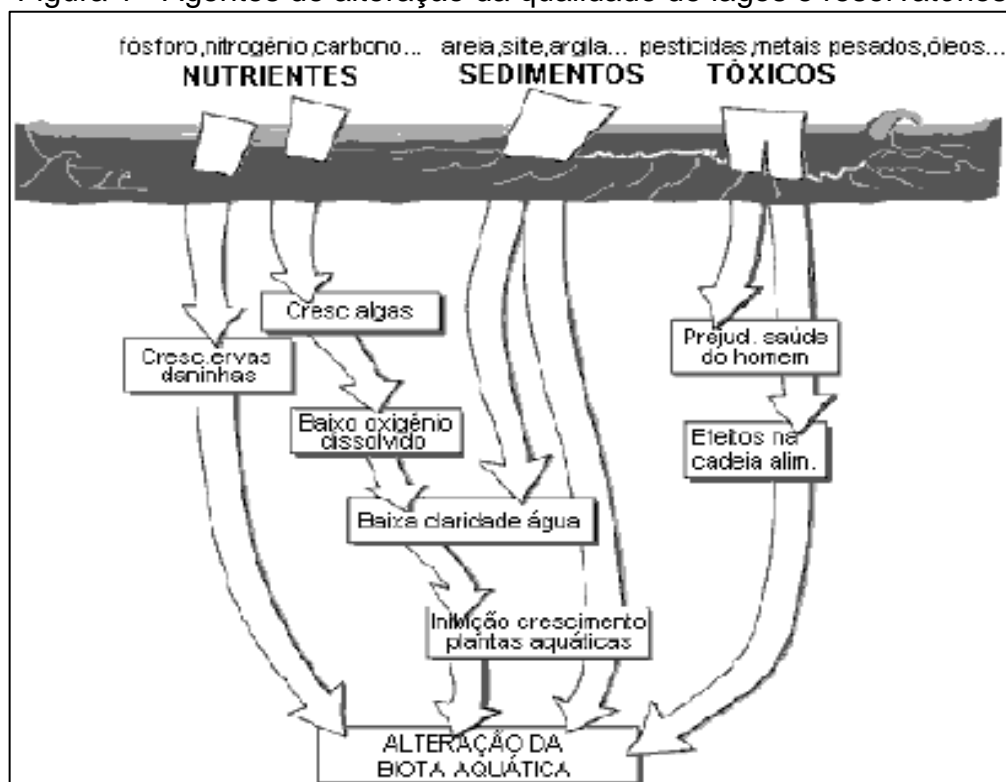 Figura 1 - Agentes de alteração da qualidade de lagos e reservatórios
fósforo,nitrogênio,carbono... areia,silte,argila... pesticidas,metais pesados,óleos...
NUTRIENTES SEDIMENTOS TÓXICOS
Cresc.algas
Cresc.ervas
daninhas
Prejud. saúde
do homem
Baixo oxigênio
dissolvido
Efeitos na
cadeia alim.
Baixa claridade água
Inibição crescimento
plantas aquáticas
ALTERAÇÃO DA
BIOTA AQUÁTICA